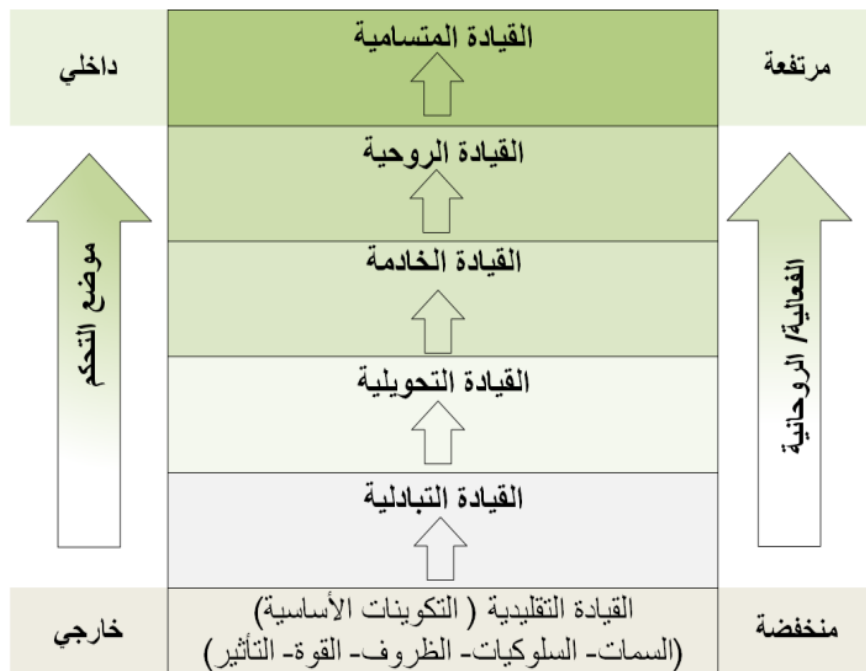 مرتفعة
القيادة المتسامية
داخلي
القيادة الروحية
القيادة الخادمة
القيادة التحويلية
القيادة التبادلية
الفعالية/ الروحانية
موضع التحكم
منخفضة
القيادة التقليدية ( التكوينات الأساسية)
(السمات- السلوكيات- الظروف- القوة- التأثير)
خارجي